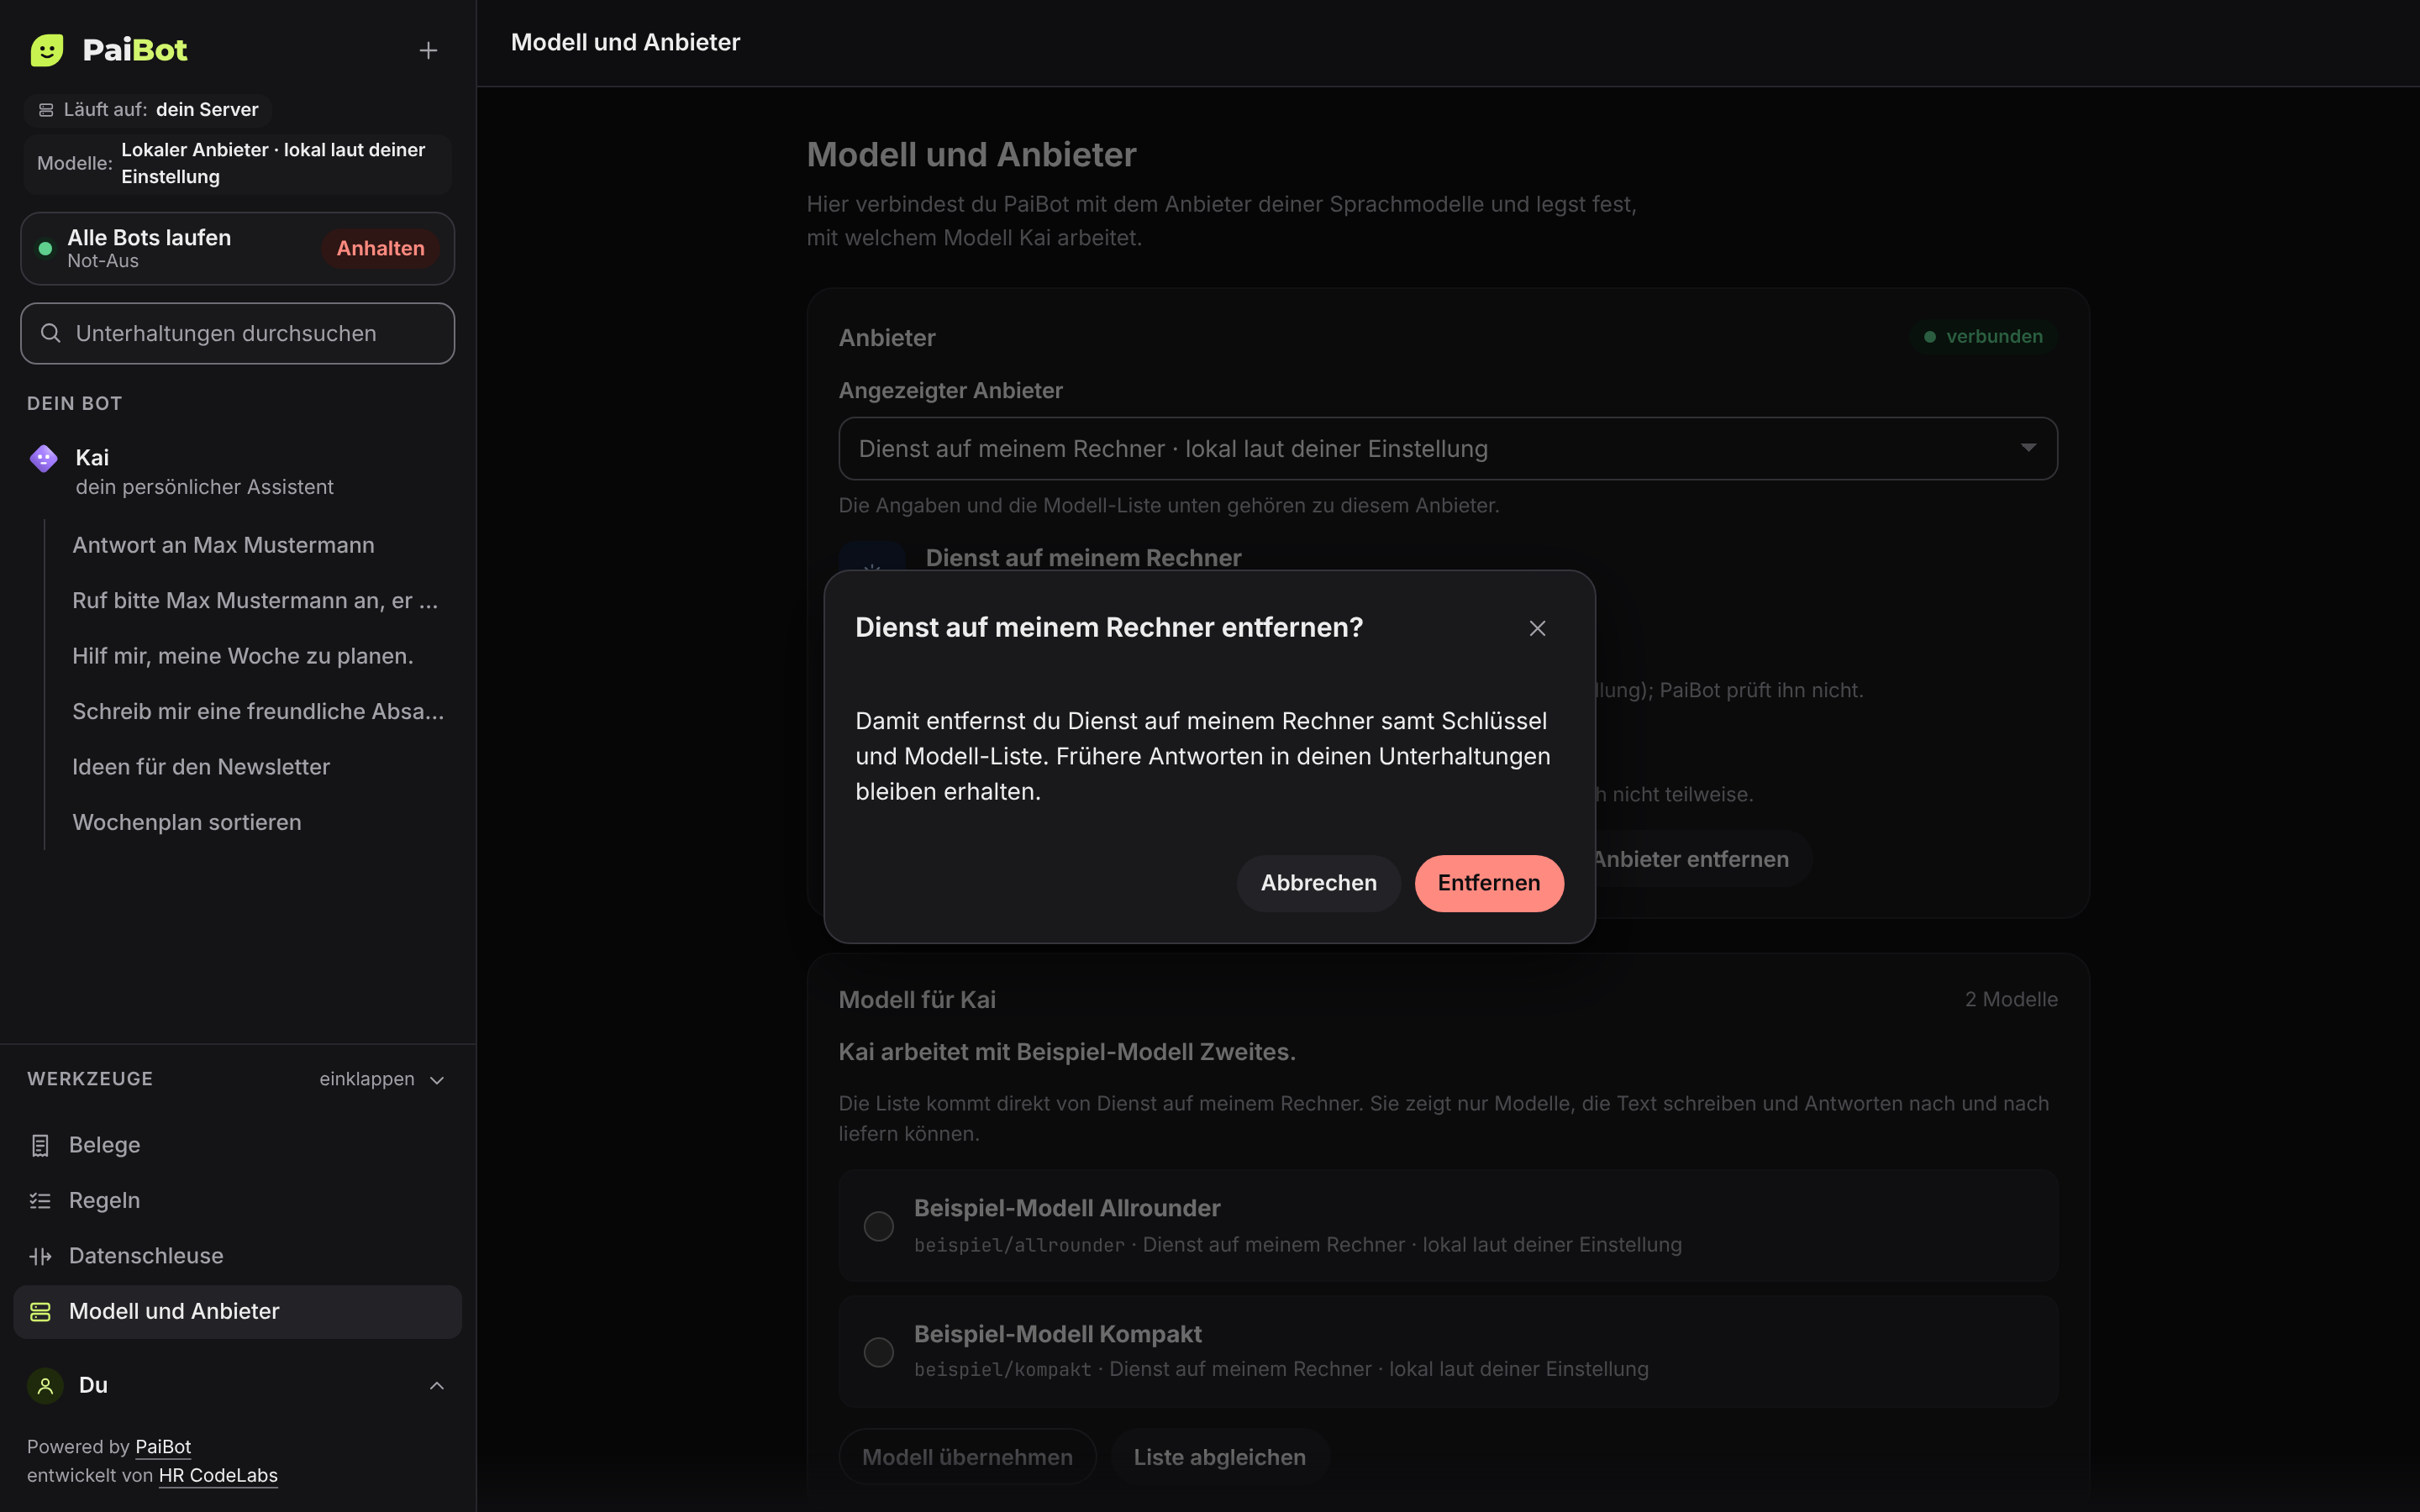 PaiBot
Läuft auf: dein Server
Modelle: Lokaler Anbieter · lokal laut deiner
Einstellung
Alle Bots laufen
Not-Aus
Anhalten
Unterhaltungen durchsuchen
DEIN BOT
Kai
dein persönlicher Assistent
Antwort an Max Mustermann
Ruf bitte Max Mustermann an, er ...
Hilf mir, meine Woche zu planen.
Schreib mir eine freundliche Absa...
Ideen für den Newsletter
Wochenplan sortieren
WERKZEUGE
einklappen
Belege
Regeln
Datenschleuse
Modell und Anbieter
Du
Powered by PaiBot
entwickelt von HR CodeLabs
Modell und Anbieter
Modell und Anbieter
Hier verbindest du PaiBot mit dem Anbieter deiner Sprachmodelle und legst fest,
mit welchem Modell Kai arbeitet.
Anbieter
verbunden
Angezeigter Anbieter
Dienst auf meinem Rechner · lokal laut deiner Einstellung
Die Angaben und die Modell-Liste unten gehören zu diesem Anbieter.
Dienst auf meinem Rechner
Dienst auf meinem Rechner entfernen?
Damit entfernst du Dienst auf meinem Rechner samt Schlüssel
und Modell-Liste. Frühere Antworten in deinen Unterhaltungen
bleiben erhalten.
Abbrechen
Entfernen
PaiBot prüft ihn nicht.
nicht teilweise.
Anbieter entfernen
Modell für Kai
2 Modelle
Kai arbeitet mit Beispiel-Modell Zweites.
Die Liste kommt direkt von Dienst auf meinem Rechner. Sie zeigt nur Modelle, die Text schreiben und Antworten nach und nach
liefern können.
Beispiel-Modell Allrounder
beispiel/allrounder · Dienst auf meinem Rechner · lokal laut deiner Einstellung
Beispiel-Modell Kompakt
beispiel/kompakt · Dienst auf meinem Rechner · lokal laut deiner Einstellung
Modell übernehmen
Liste abgleichen